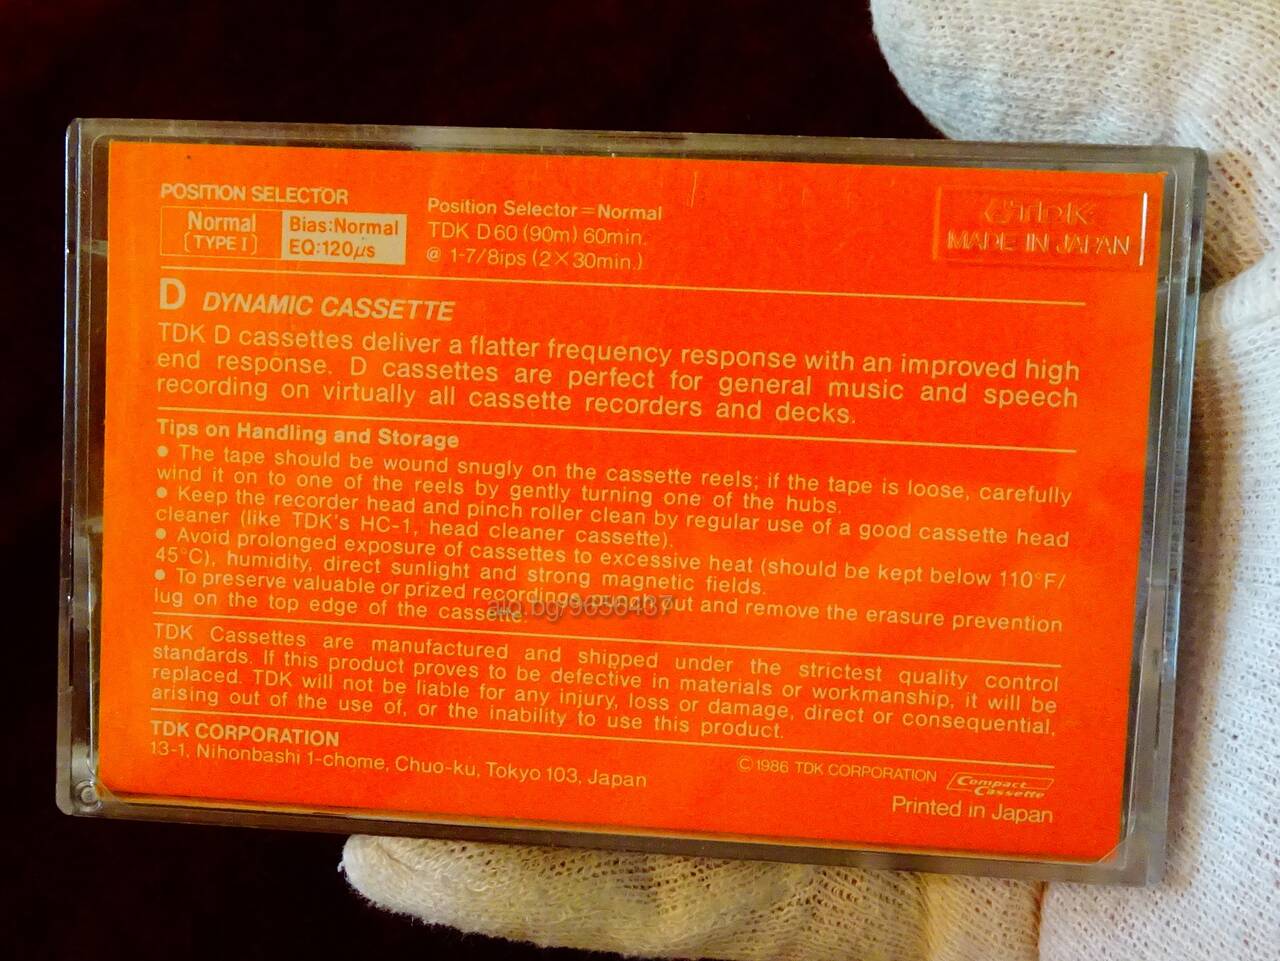 POSITION SELECTOR
Normal
(TYPE I)
Bias:Normal
EQ:120μs
Position Selector=Normal
TDK D60 (90m) 60min.
@ 1-7/8ips (2×30min.)
TDK
MADE IN JAPAN
D DYNAMIC CASSETTE
TDK D cassettes deliver a flatter frequency response with an improved high
end response. D cassettes are perfect for general music and speech
recording on virtually all cassette recorders and decks.
Tips on Handling and Storage
● The tape should be wound snugly on the cassette reels; if the tape is loose, carefully
wind it on to one of the reels by gently turning one of the hubs.
● Keep the recorder head and pinch roller clean by regular use of a good cassette head
cleaner (like TDK's HC-1, head cleaner cassette).
● Avoid prolonged exposure of cassettes to excessive heat (should be kept below 110°F/
45°C), humidity, direct sunlight and strong magnetic fields.
● To preserve valuable or prized recordings, out and remove the erasure prevention
lug on the top edge of the cassette.
.bg/9656437
TDK Cassettes are manufactured and shipped under the strictest quality control
standards. If this product proves to be defective in materials or workmanship, it will be
replaced. TDK will not be liable for any injury, loss or damage, direct or consequential,
arising out of the use of, or the inability to use this product.
TDK CORPORATION
13-1, Nihonbashi 1-chome, Chuo-ku, Tokyo 103, Japan
©1986 TDK CORPORATION
Compact
Cassette
Printed in Japan